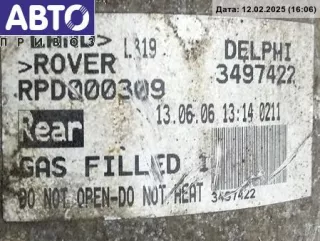 АВТО
ПРИВОЗ
Дата: 12.02.2025 (16:06)
>ROVER L319 DELPHI
RPD000309 3497422
Rear 13.06.06 13:14 0211
GAS FILLED
DO NOT OPEN-DO NOT HEAT 3497422